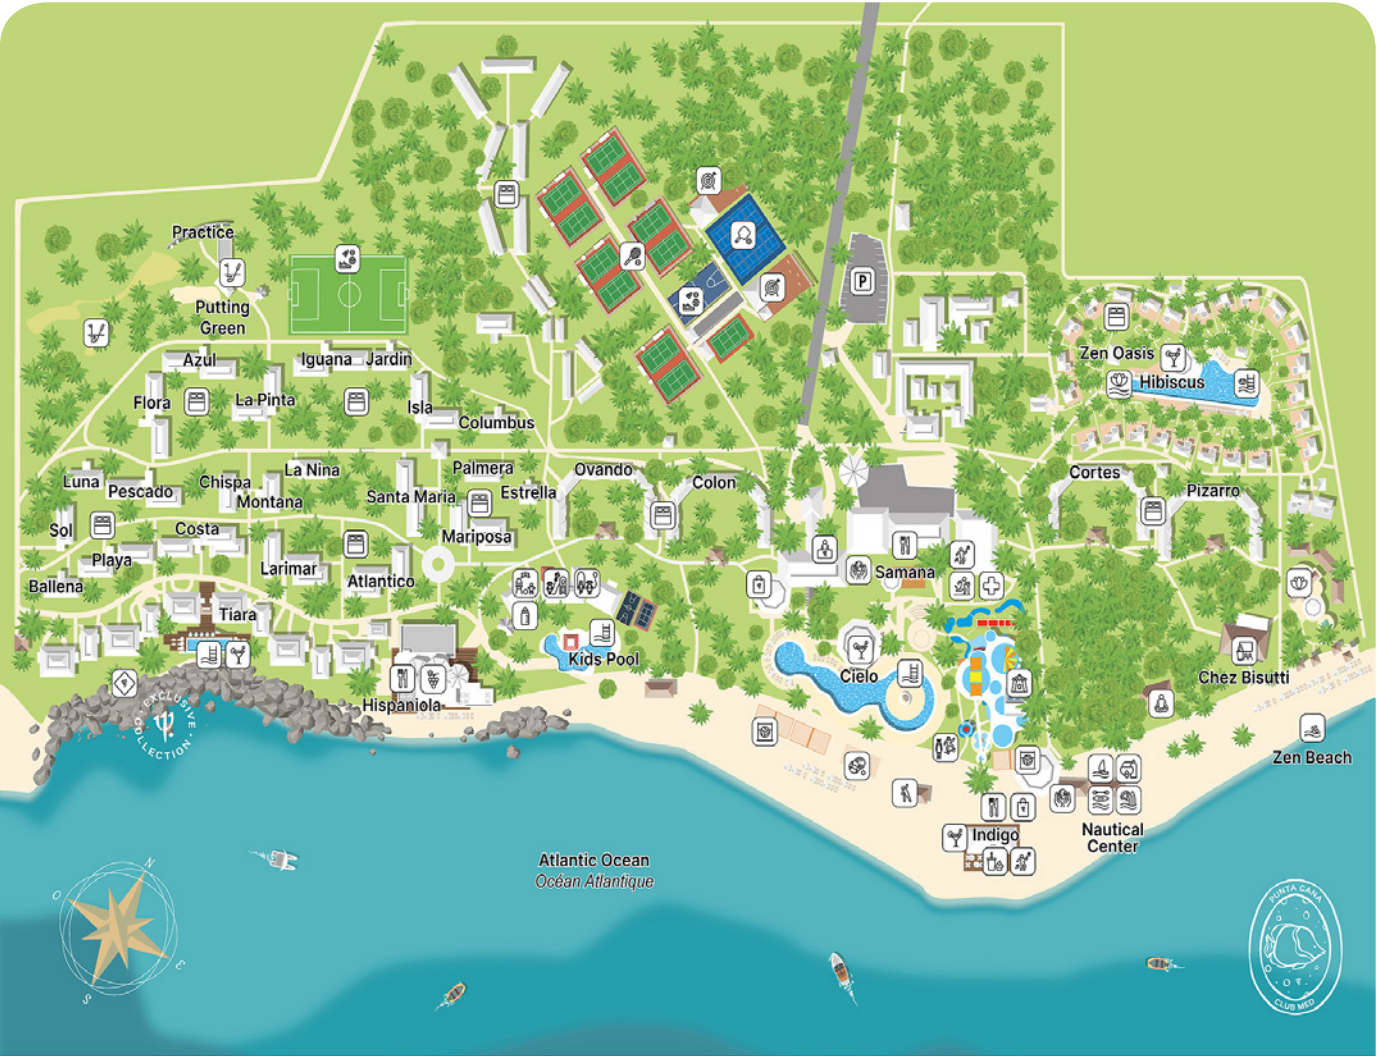 Practice
Putting
Green
P
Azul
Iguana
Jardin
Flora
La Pinta
Isla
Columbus
Zen Oasis
Hibiscus
Luna
Pescado
Chispa
La Nina
Montana
Santa Maria
Palmera
Estrella
Ovando
Colon
Cortes
Pizarro
Sol
Costa
Mariposa
Playa
Larimar
Atlantico
Ballena
Samana
Tiara
Kids Pool
Cielo
Chez Bisutti
Hispaniola
EXCLUSIVE
COLLECTION
Zen Beach
Indigo
Nautical
Center
Atlantic Ocean
Océan Atlantique
N
O
E
S
PUNTA CANA
CLUB MED